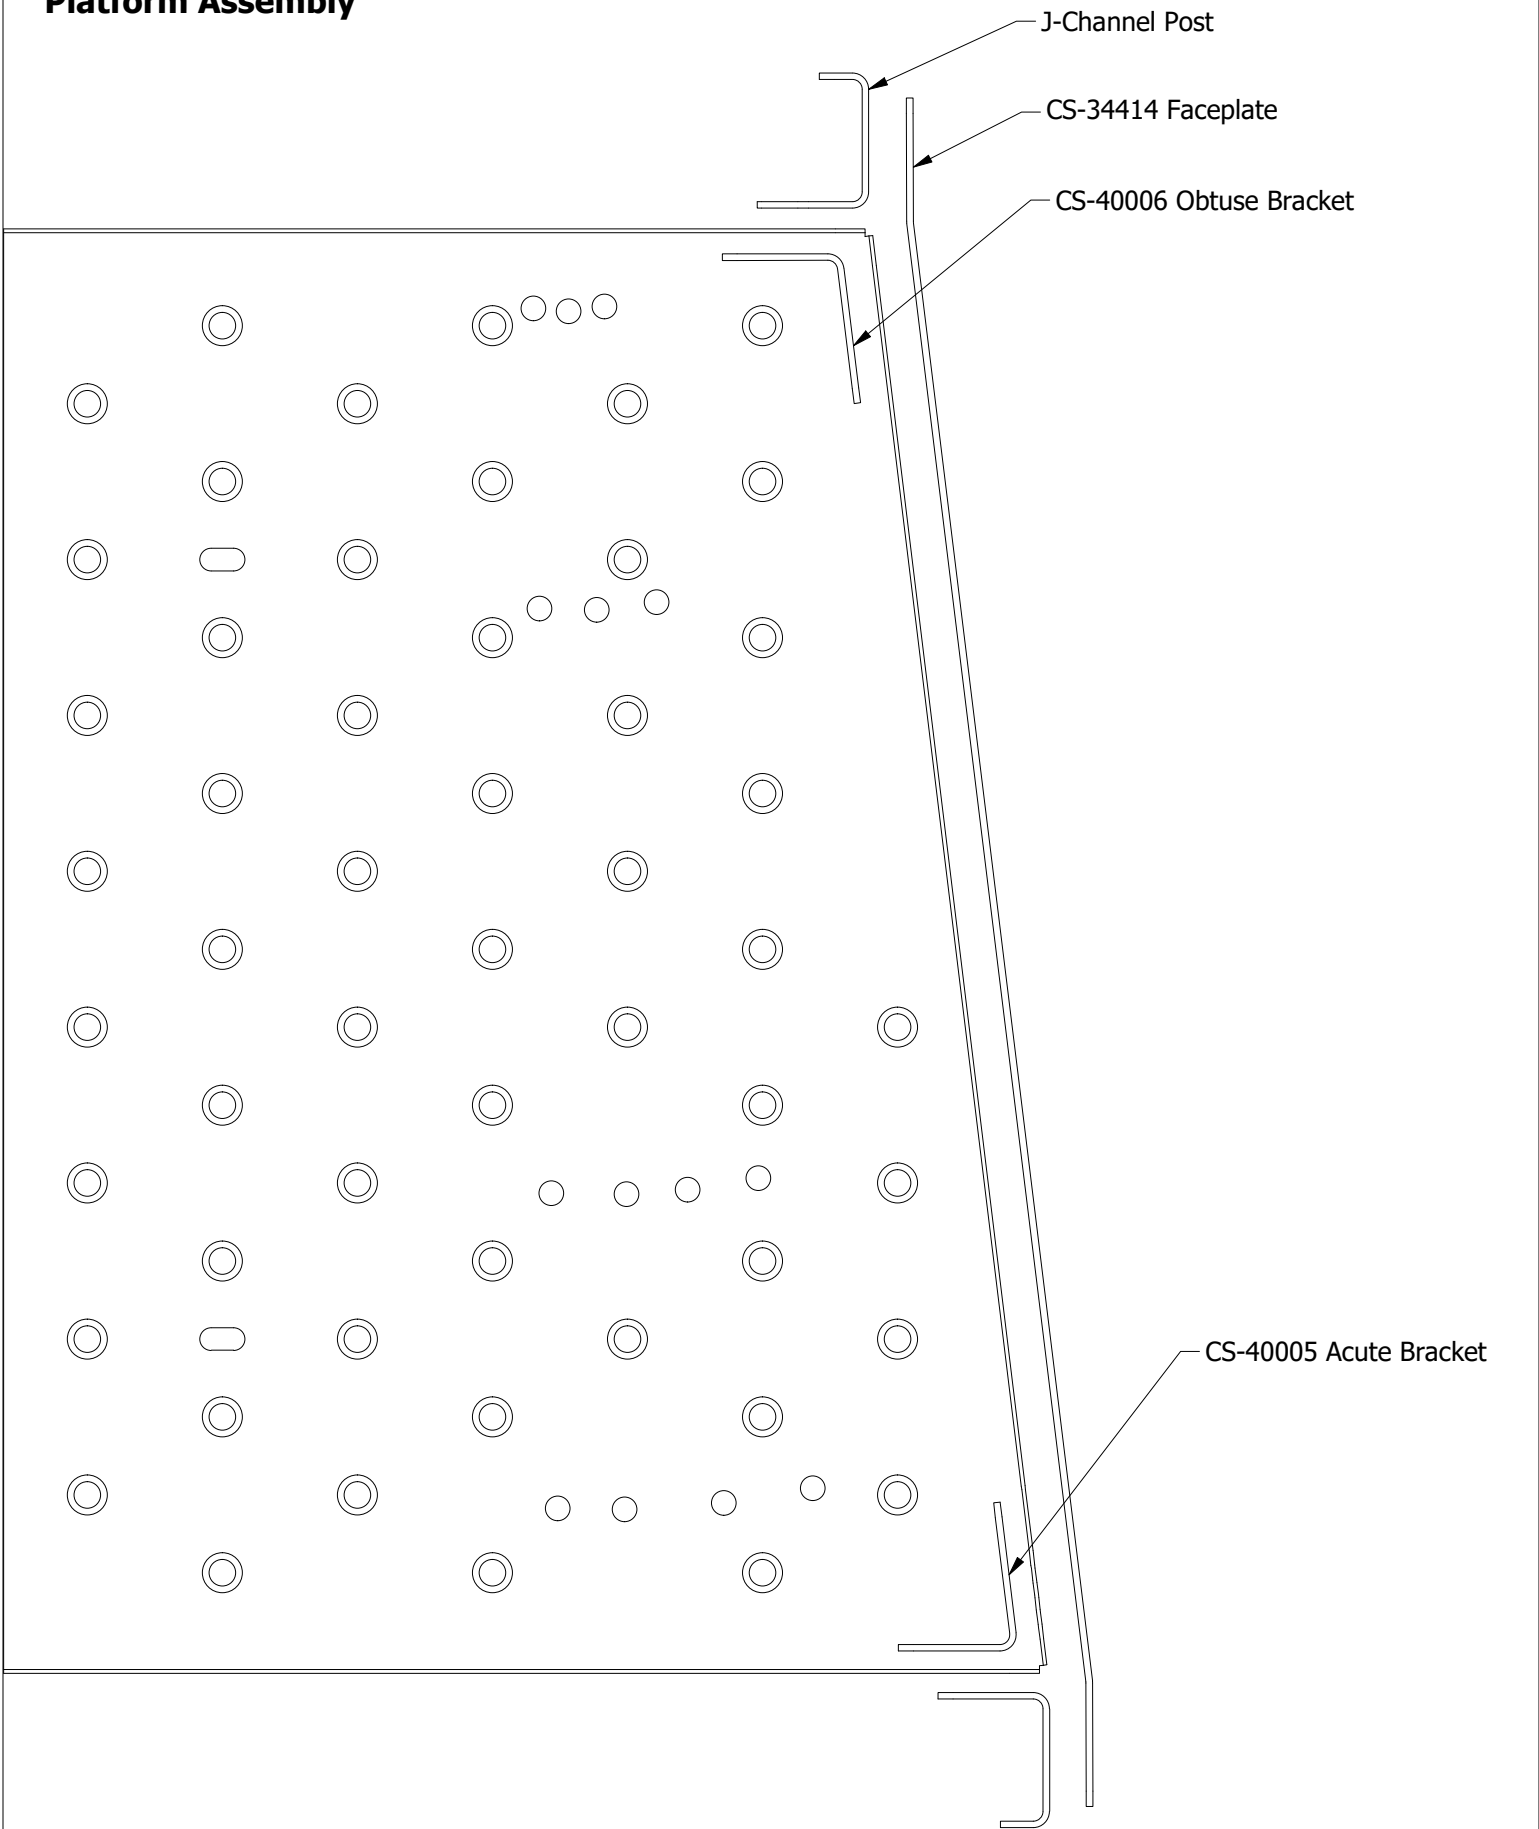 Platform Assembly
J-Channel Post
CS-34414 Faceplate
CS-40006 Obtuse Bracket
CS-40005 Acute Bracket